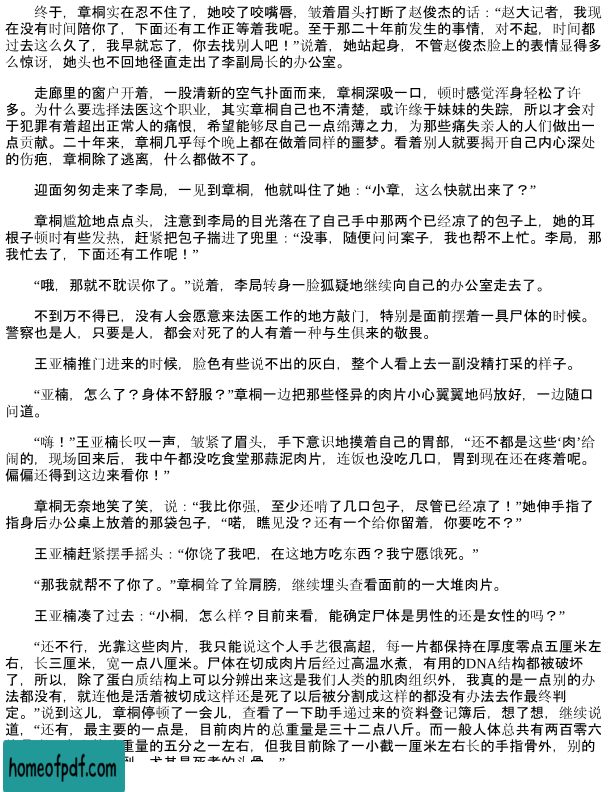 终于，章桐实在忍不住了，她咬了咬嘴唇，皱着眉头打断了赵俊杰的话：“赵大记者，我现
在没有时间陪你了，下面还有工作正等着我呢。至于那二十年前发生的事情，对不起，时间都
过去这么久了，我早就忘了，你去找别人吧！”说着，她站起身，不管赵俊杰脸上的表情显得多
么惊讶，她头也不回地径直走出了李副局长的办公室。
走廊里的窗户开着，一股清新的空气扑面而来，章桐深吸一口，顿时感觉浑身轻松了许
多。为什么要选择法医这个职业，其实章桐自己也不清楚，或许缘于妹妹的失踪，所以才会对
于犯罪有着超出正常人的痛恨，希望能够尽自己一点绵薄之力，为那些痛失亲人的人们做出一
点贡献。二十年来，章桐几乎每个晚上都在做着同样的噩梦。看着别人就要揭开自己内心深处
的伤疤，章桐除了逃离，什么都做不了。
迎面匆匆走来了李局，一见到章桐，他就叫住了她：“小章，这么快就出来了？”
章桐尴尬地点点头，注意到李局的目光落在了自己手中那两个已经凉了的包子上，她的耳
根子顿时有些发热，赶紧把包子揣进了兜里：“没事，随便问问案子，我也帮不上忙。李局，那
我忙去了，下面还有工作呢！”
“哦，那就不耽误你了。”说着，李局转身一脸狐疑地继续向自己的办公室走去了。
不到万不得已，没有人会愿意来法医工作的地方敲门，特别是面前摆着一具尸体的时候。
警察也是人，只要是人，都会对死了的人有着一种与生俱来的敬畏。
王亚楠推门进来的时候，脸色有些说不出的灰白，整个人看上去一副没精打采的样子。
“亚楠，怎么了？身体不舒服？”章桐一边把那些怪异的肉片小心翼翼地码放好，一边随口
问道。
“嗨！”王亚楠长叹一声，皱紧了眉头，手下意识地摸着自己的胃部，“还不都是这些‘肉’给
闹的，现场回来后，我中午都没吃食堂那蒜泥肉片，连饭也没吃几口，胃到现在还在疼着呢。
偏偏还得到这边来看你！”
章桐无奈地笑了笑，说：“我比你强，至少还啃了几口包子，尽管已经凉了！”她伸手指了
指身后办公桌上放着的那袋包子，“喏，瞧见没？还有一个给你留着，你要吃不？”
王亚楠赶紧摆手摇头：“你饶了我吧，在这地方吃东西？我宁愿饿死。”
“那我就帮不了你了。”章桐耸了耸肩膀，继续埋头查看面前的一大堆肉片。
王亚楠凑了过去：“小桐，怎么样？目前来看，能确定尸体是男性的还是女性的吗？”
“还不行，光靠这些肉片，我只能说这个人手艺很高超，每一片都保持在厚度零点五厘米左
右，长三厘米，宽一点八厘米。尸体在切成肉片后经过高温水煮，有用的DNA结构都被破坏
了，所以，除了蛋白质结构上可以分辨出来这是我们人类的肌肉组织外，我真的是一点别的办
法都没有，就连他是活着被切成这样还是死了以后被分割成这样的都没有办法去作最终判
定。”说到这儿，章桐停顿了一会儿，查看了一下助手递过来的资料登记簿后，想了想，继续说
道，“还有，最主要的一点是，目前肉片的总重量是三十二点八斤。而一般人体总共有两百零六
重量的五分之一左右，但我目前除了一小截一厘米左右长的手指骨外，别的
homeofpdf.com